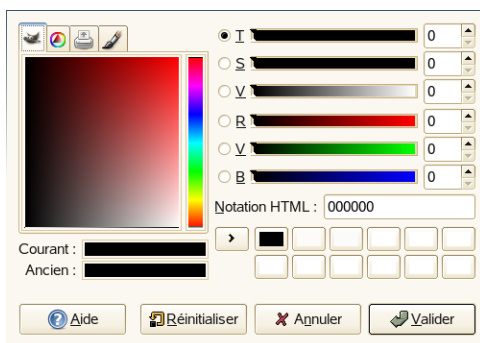 T 0
S 0
V 0
R 0
V 0
B 0
Notation HTML : 000000
Courant :
Ancien :
Aide Réinitialiser Annuler Valider